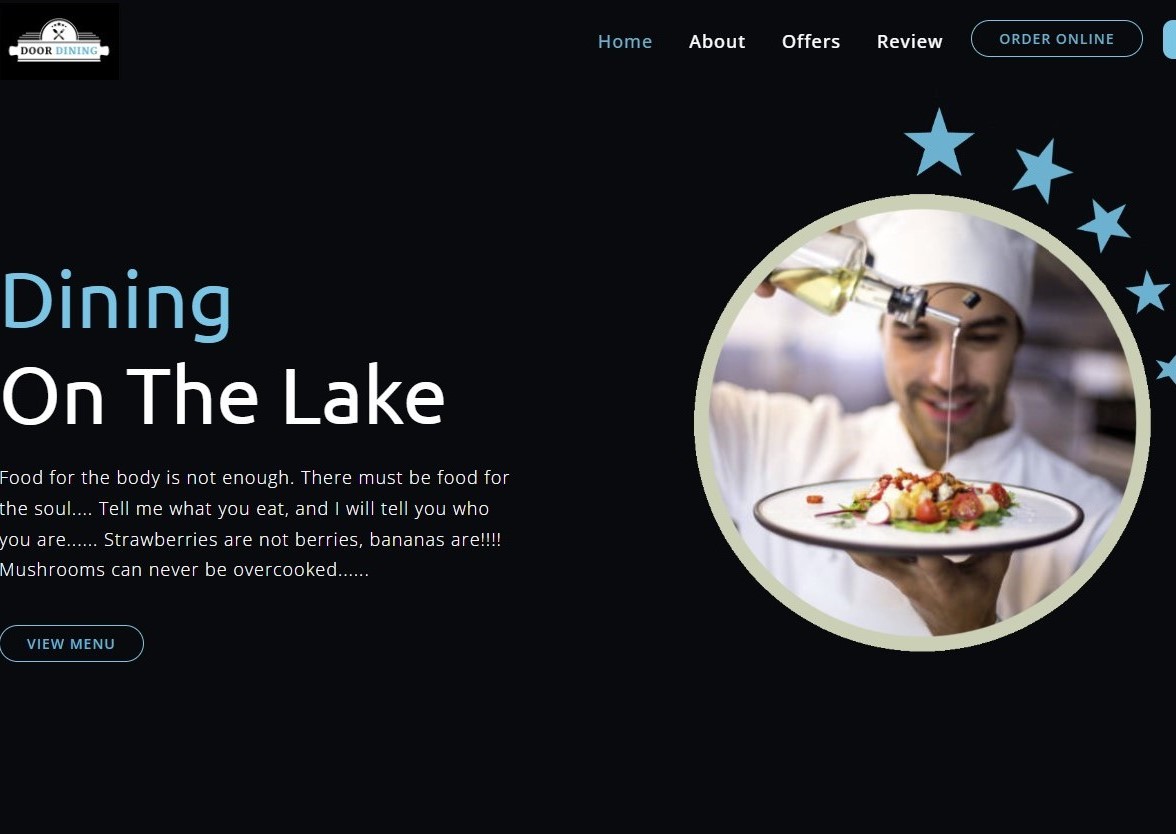 DOOR DINING
Home
About
Offers
Review
ORDER ONLINE
Dining
On The Lake
Food for the body is not enough. There must be food for
the soul.... Tell me what you eat, and I will tell you who
you are...... Strawberries are not berries, bananas are!!!!
Mushrooms can never be overcooked......
VIEW MENU